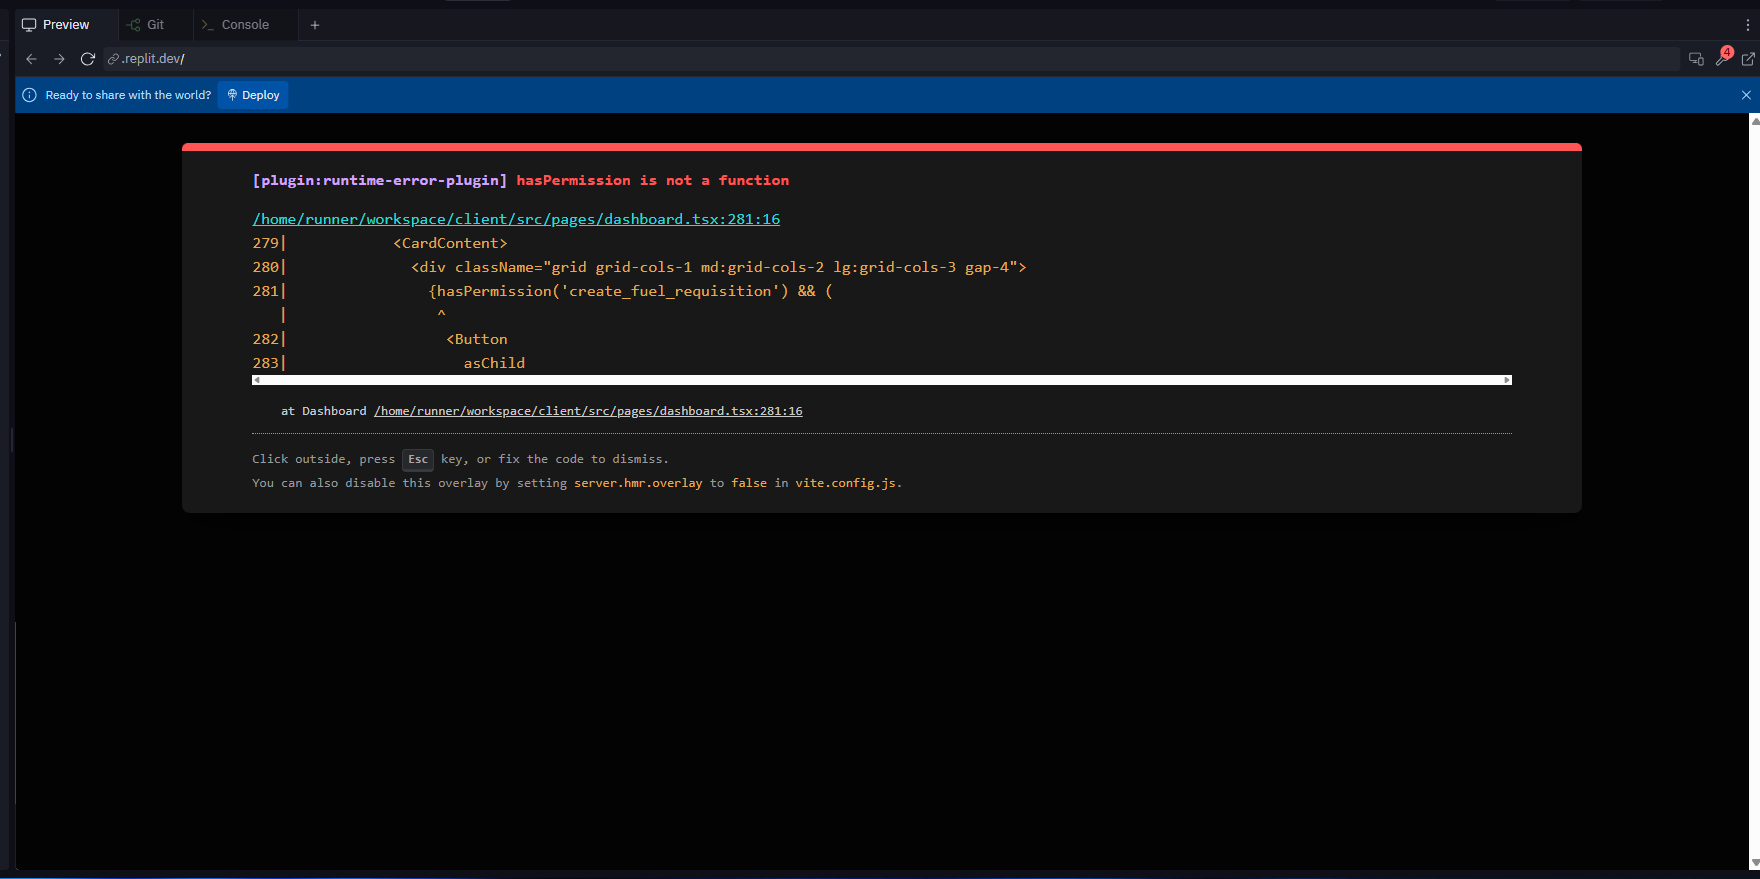 Preview Git Console
.replit.dev/
4
Ready to share with the world? Deploy
[plugin:runtime-error-plugin] hasPermission is not a function
/home/runner/workspace/client/src/pages/dashboard.tsx:281:16
279| <CardContent>
280| <div className="grid grid-cols-1 md:grid-cols-2 lg:grid-cols-3 gap-4">
281| {hasPermission('create_fuel_requisition') && (
| ^
282| <Button
283| asChild
at Dashboard /home/runner/workspace/client/src/pages/dashboard.tsx:281:16
Click outside, press Esc key, or fix the code to dismiss.
You can also disable this overlay by setting server.hmr.overlay to false in vite.config.js.